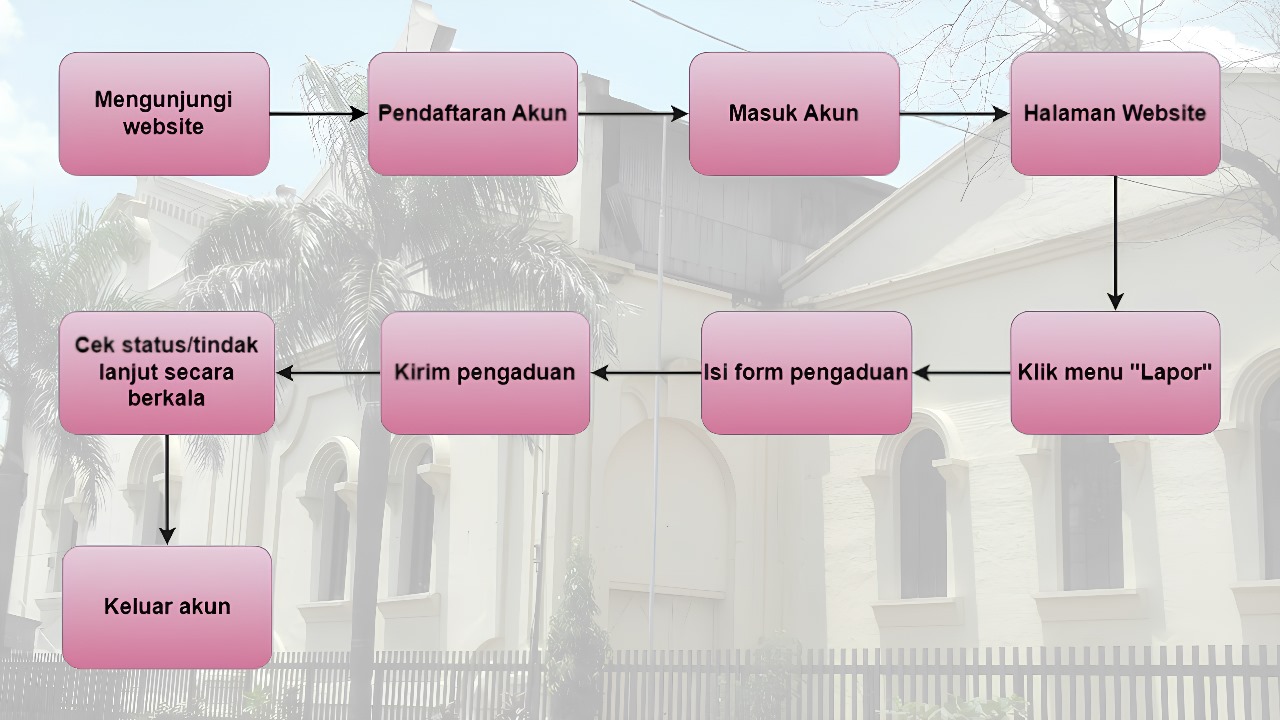 Mengunjungi
website
Pendaftaran Akun
Masuk Akun
Halaman Website
Cek status/tindak
lanjut secara
berkala
Kirim pengaduan
Isi form pengaduan
Klik menu "Lapor"
Keluar akun